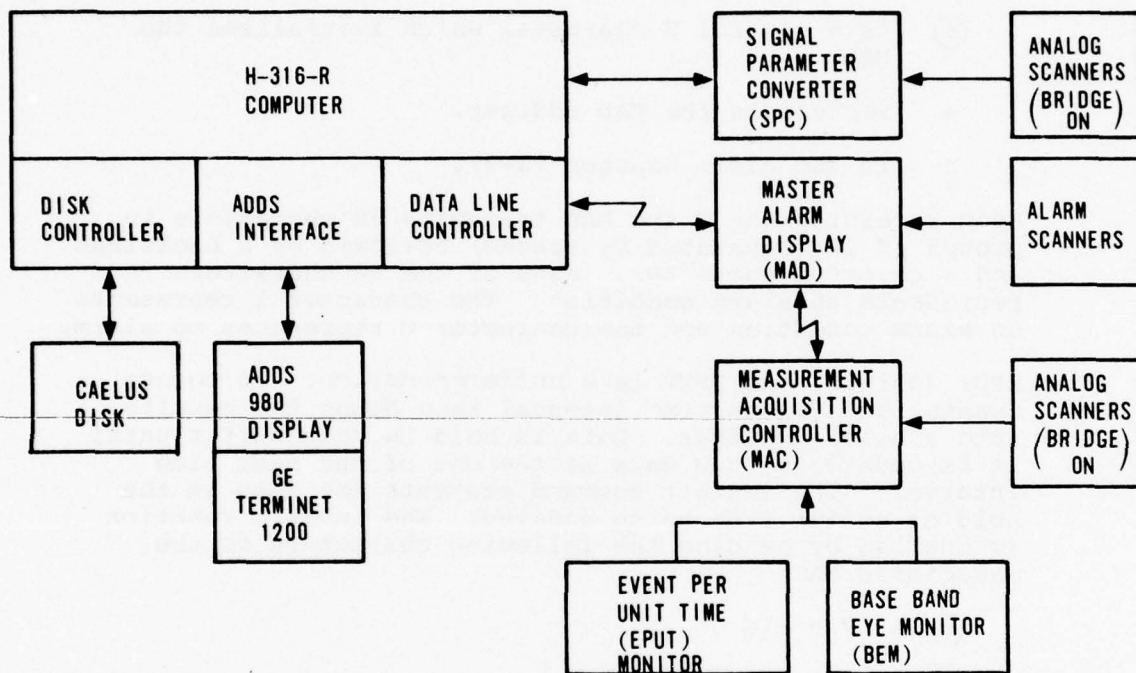 H-316-R
COMPUTER
SIGNAL
PARAMETER
CONVERTER
(SPC)
ANALOG
SCANNERS
(BRIDGE)
ON
DISK
CONTROLLER
ADDS
INTERFACE
DATA LINE
CONTROLLER
MASTER
ALARM
DISPLAY
(MAD)
ALARM
SCANNERS
CAELUS
DISK
ADDS
980
DISPLAY
GE
TERMINET
1200
MEASUREMENT
ACQUISITION
CONTROLLER
(MAC)
ANALOG
SCANNERS
(BRIDGE)
ON
EVENT PER
UNIT TIME
(EPUT)
MONITOR
BASE BAND
EYE MONITOR
(BEM)